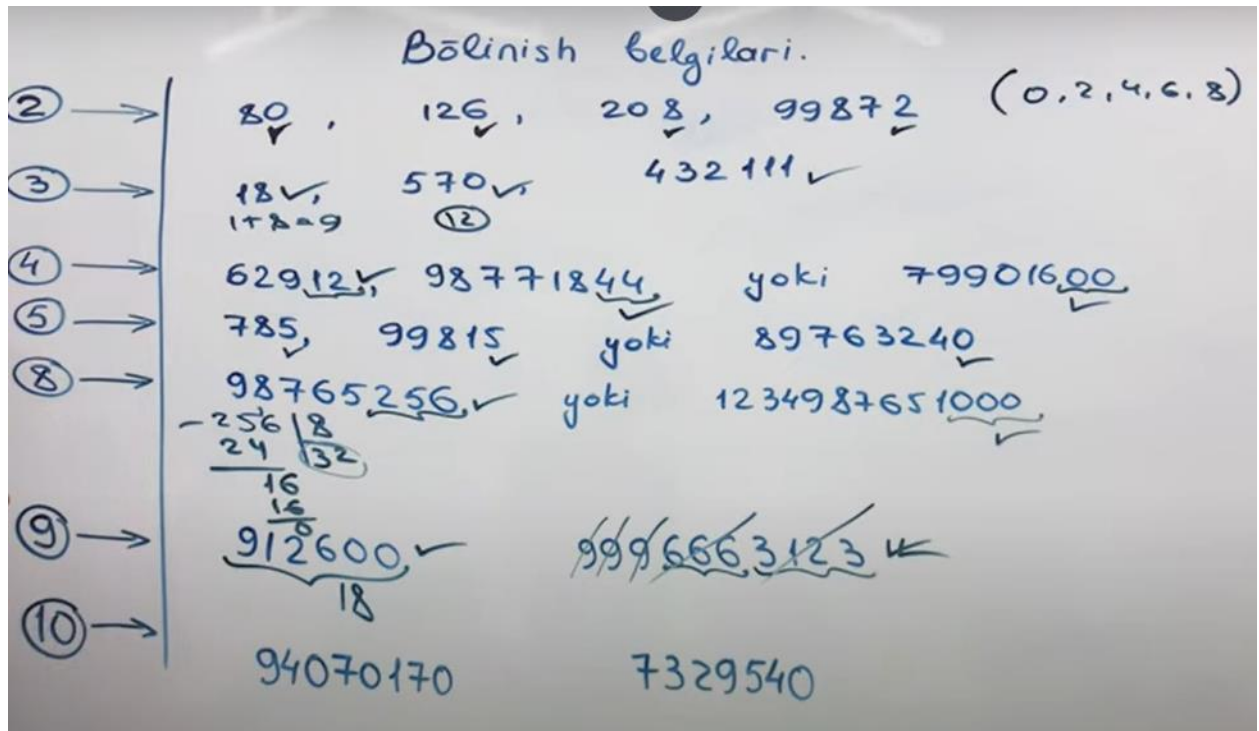 Bōlinish belgilari.
(0, 2, 4, 6, 8)
2 → 80, 126, 208, 99872
3 → 18 ✓, 570 ✓, 432111 ✓
1+8=9 12
4 → 62912 ✓, 98771844, yoki 79901600
5 → 785, 99815 yoki 89763240
8 → 98765256, ✓ yoki 1234987651000
-256 | 8
24 32
16
16
0
9 → 912600 ✓ 9996663123
18
10 →
94070170 7329540